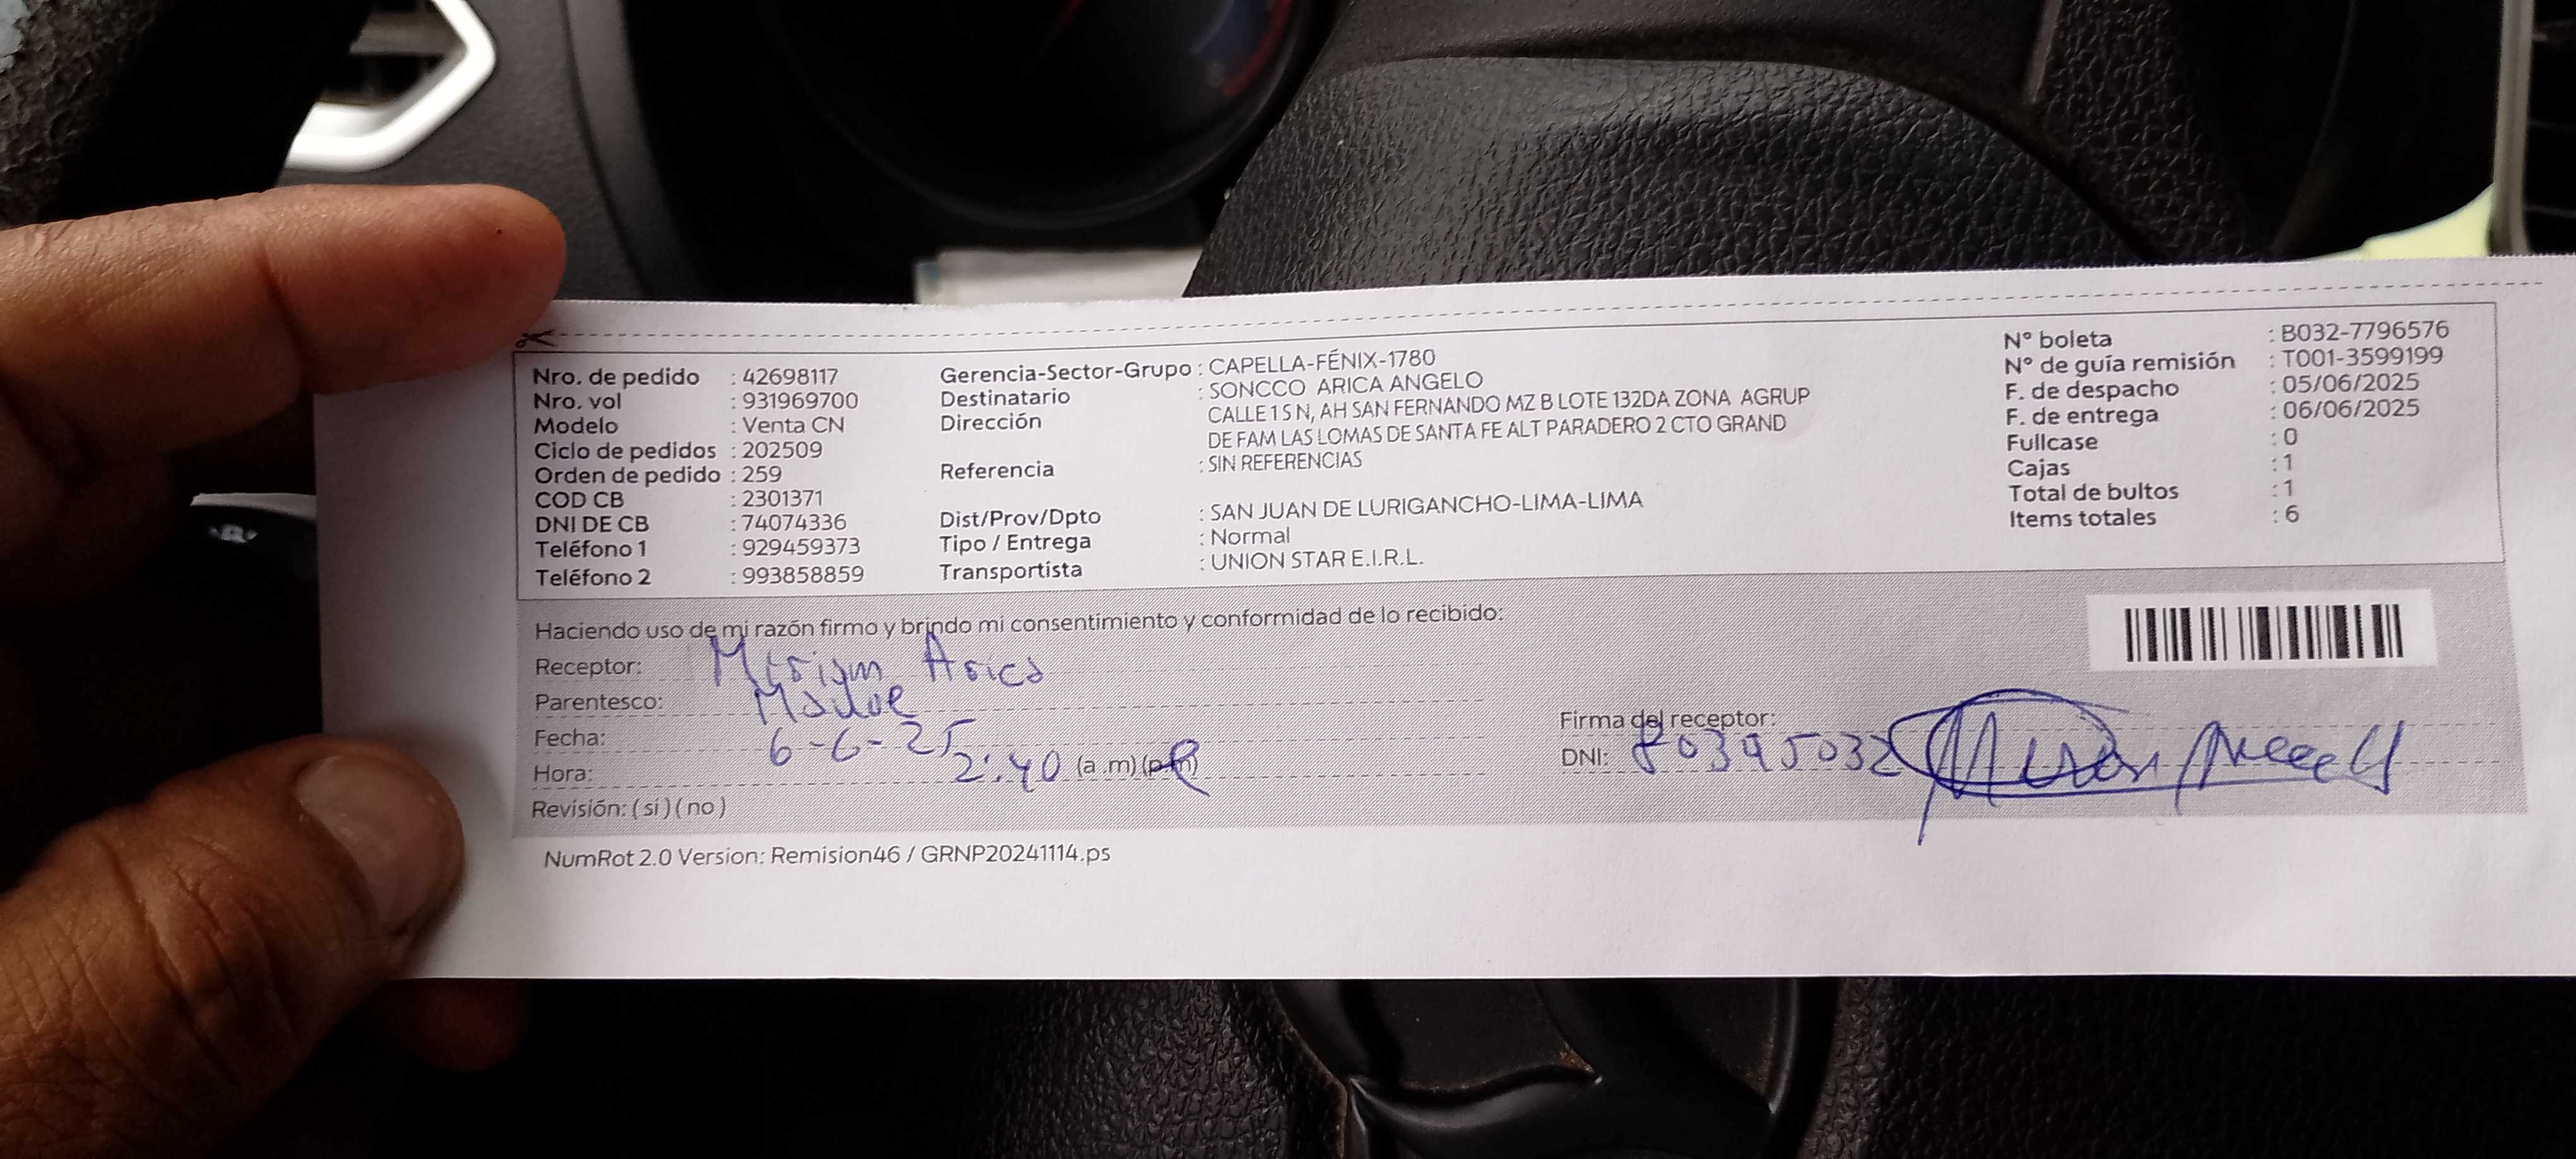 Nro. de pedido : 42698117
Nro. vol : 931969700
Modelo : Venta CN
Ciclo de pedidos : 202509
Orden de pedido : 259
COD CB : 2301371
DNI DE CB : 74074336
Teléfono 1 : 929459373
Teléfono 2 : 993858859
Gerencia-Sector-Grupo : CAPELLA-FÉNIX-1780
Destinatario : SONCCO ARICA ANGELO
Dirección CALLE 1 S N, AH SAN FERNANDO MZ B LOTE 132DA ZONA AGRUP
DE FAM LAS LOMAS DE SANTA FE ALT PARADERO 2 CTO GRAND
Referencia : SIN REFERENCIAS
Dist/Prov/Dpto : SAN JUAN DE LURIGANCHO-LIMA-LIMA
Tipo / Entrega : Normal
Transportista : UNION STAR E.I.R.L.
N° boleta : B032-7796576
N° de guía remisión : T001-3599199
F. de despacho : 05/06/2025
F. de entrega : 06/06/2025
Fullcase : 0
Cajas : 1
Total de bultos : 1
Items totales : 6
Haciendo uso de mi razón firmo y brindo mi consentimiento y conformidad de lo recibido:
Receptor: Miriam Arica
Parentesco: Madre
Fecha: 6-6-25
Hora: 2:40 (a.m) (p.m)
Revisión: (si) (no)
Firma del receptor:
DNI: 80395032
NumRot 2.0 Version: Remision46 / GRNP20241114.ps